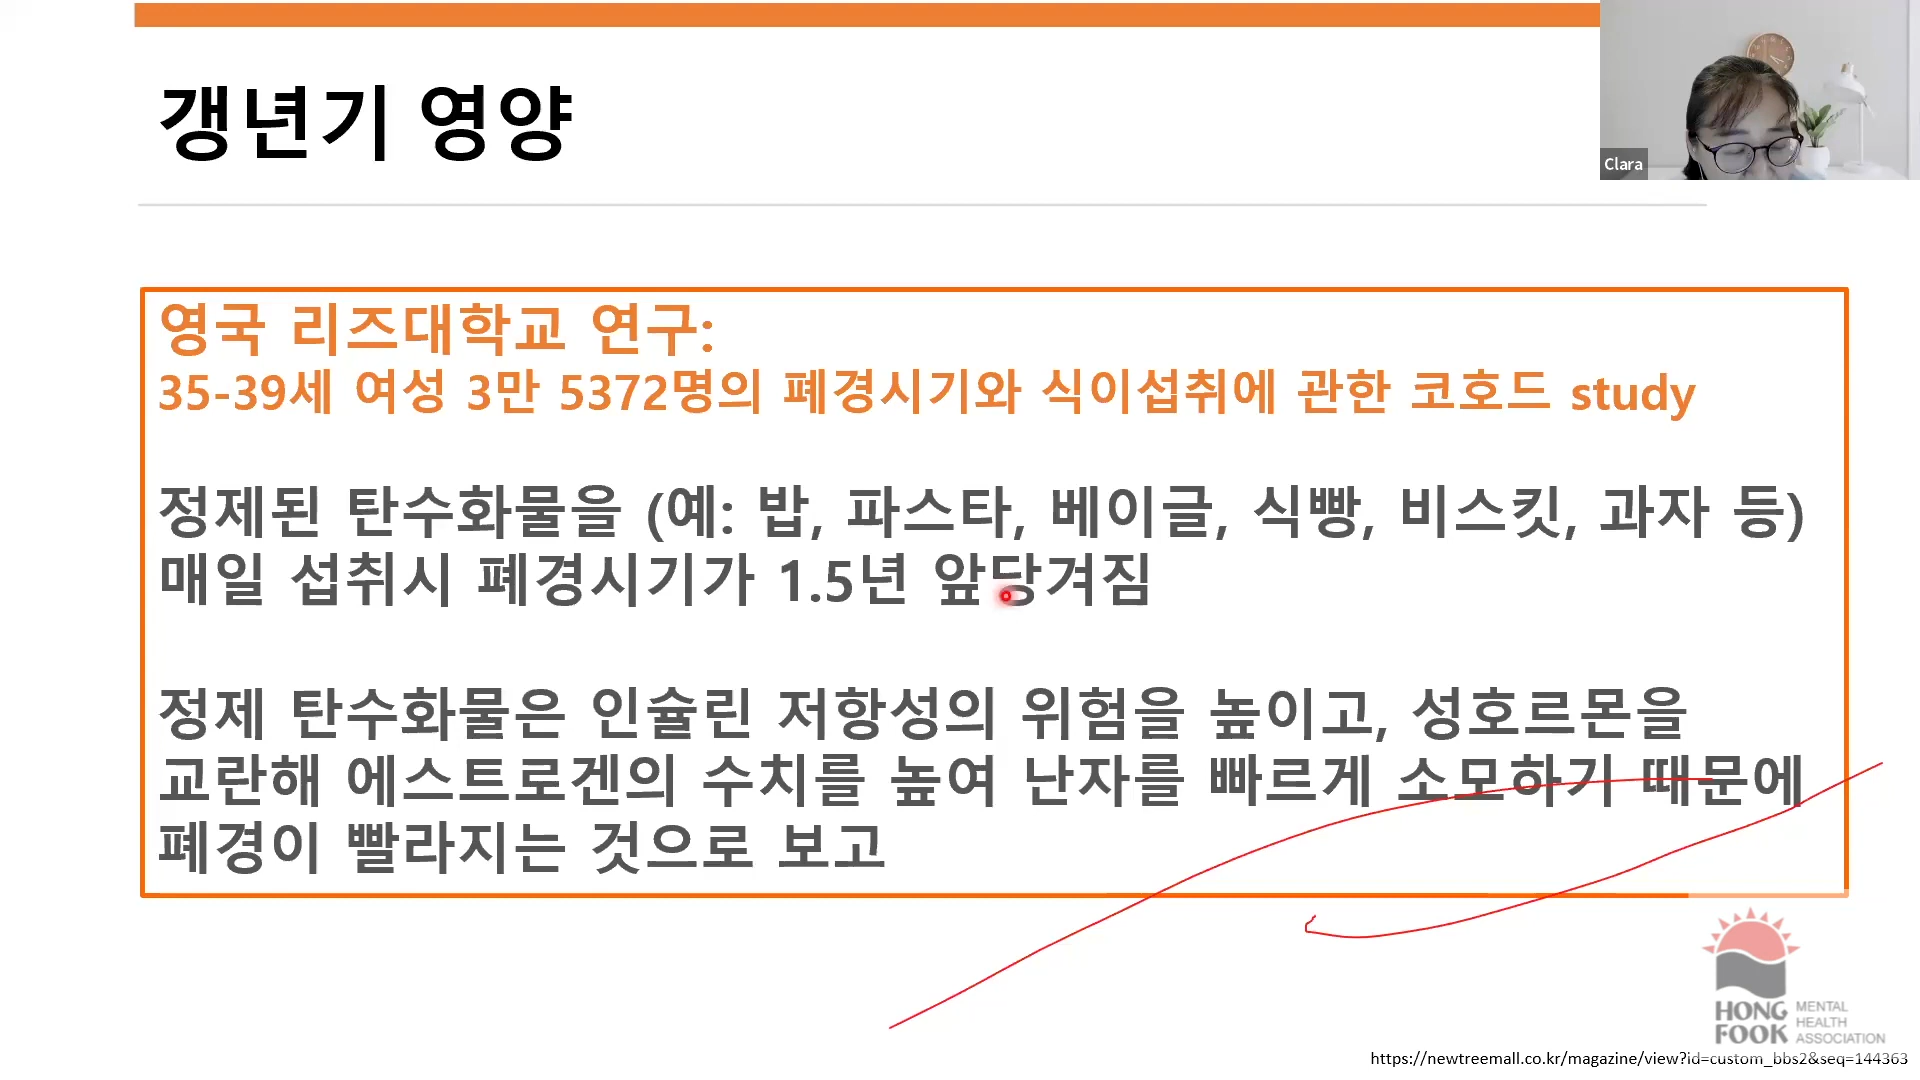 갱년기 영양
Clara
영국 리즈대학교 연구:
35-39세 여성 3만 5372명의 폐경시기와 식이섭취에 관한 코호드 study
정제된 탄수화물을 (예: 밥, 파스타, 베이글, 식빵, 비스킷, 과자 등)
매일 섭취시 폐경시기가 1.5년 앞당겨짐
정제 탄수화물은 인슐린 저항성의 위험을 높이고, 성호르몬을
교란해 에스트로겐의 수치를 높여 난자를 빠르게 소모하기 때문에
폐경이 빨라지는 것으로 보고
HONG FOOK
MENTAL
HEALTH
ASSOCIATION
https://newtreemall.co.kr/magazine/view?id=custom_bbs2&seq=144363